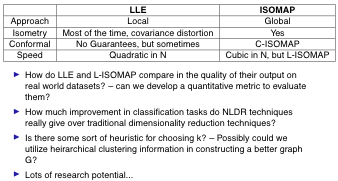 LLE ISOMAP
Approach Local Global
Isometry Most of the time, covariance distortion Yes
Conformal No Guarantees, but sometimes C-ISOMAP
Speed Quadratic in N Cubic in N, but L-ISOMAP
How do LLE and L-ISOMAP compare in the quality of their output on
real world datasets? – can we develop a quantitative metric to evaluate
them?
How much improvement in classification tasks do NLDR techniques
really give over traditional dimensionality reduction techniques?
Is there some sort of heuristic for choosing k? – Possibly could we
utilize heirarchical clustering information in constructing a better graph
G?
Lots of research potential...